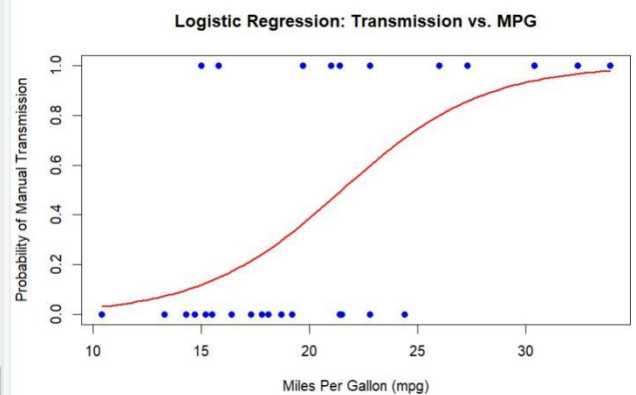 Logistic Regression: Transmission vs. MPG
Probability of Manual Transmission
1.0
0.8
0.6
0.4
0.2
0.0
10 15 20 25 30
Miles Per Gallon (mpg)